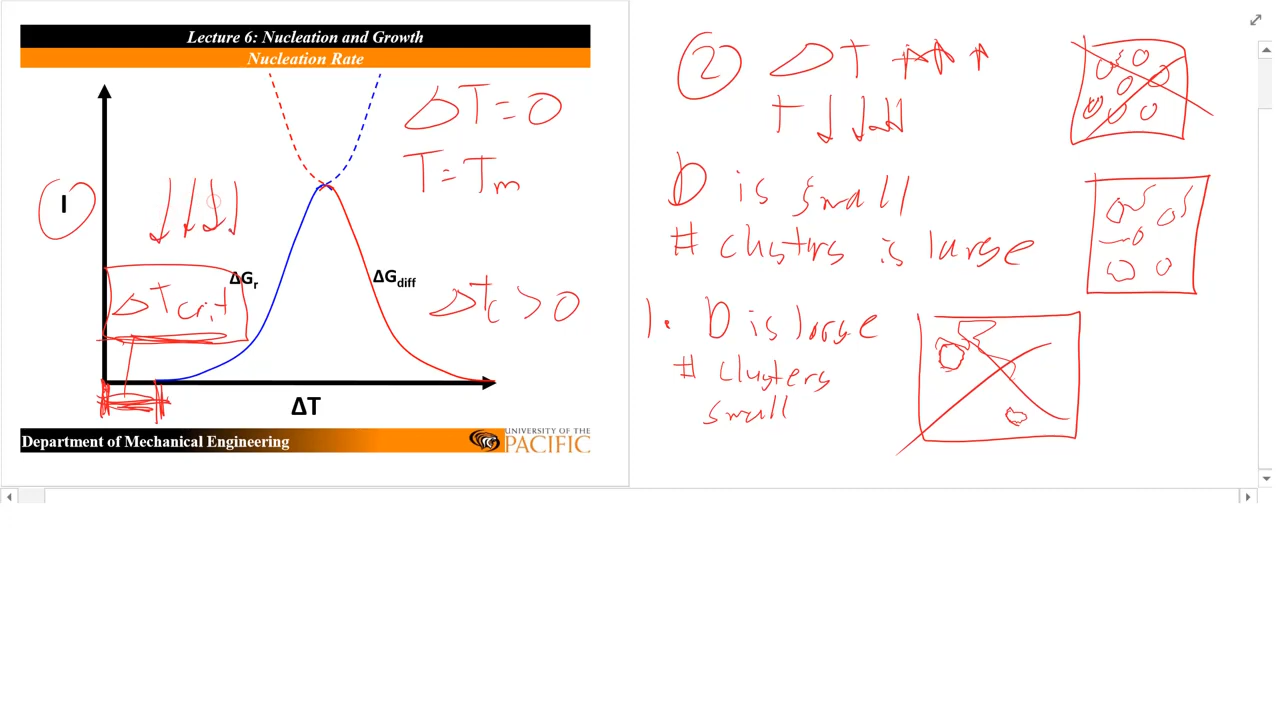 Lecture 6: Nucleation and Growth
Nucleation Rate
ΔT = 0
T = Tm
1
I
ΔGr
ΔGdiff
ΔTcrit
ΔTc > 0
ΔT
Department of Mechanical Engineering
UNIVERSITY OF THE
PACIFIC
2 ΔT ↑↑↑
T ↓↓↓↓
D is small
# clusters is large
1. D is large
# clusters
small